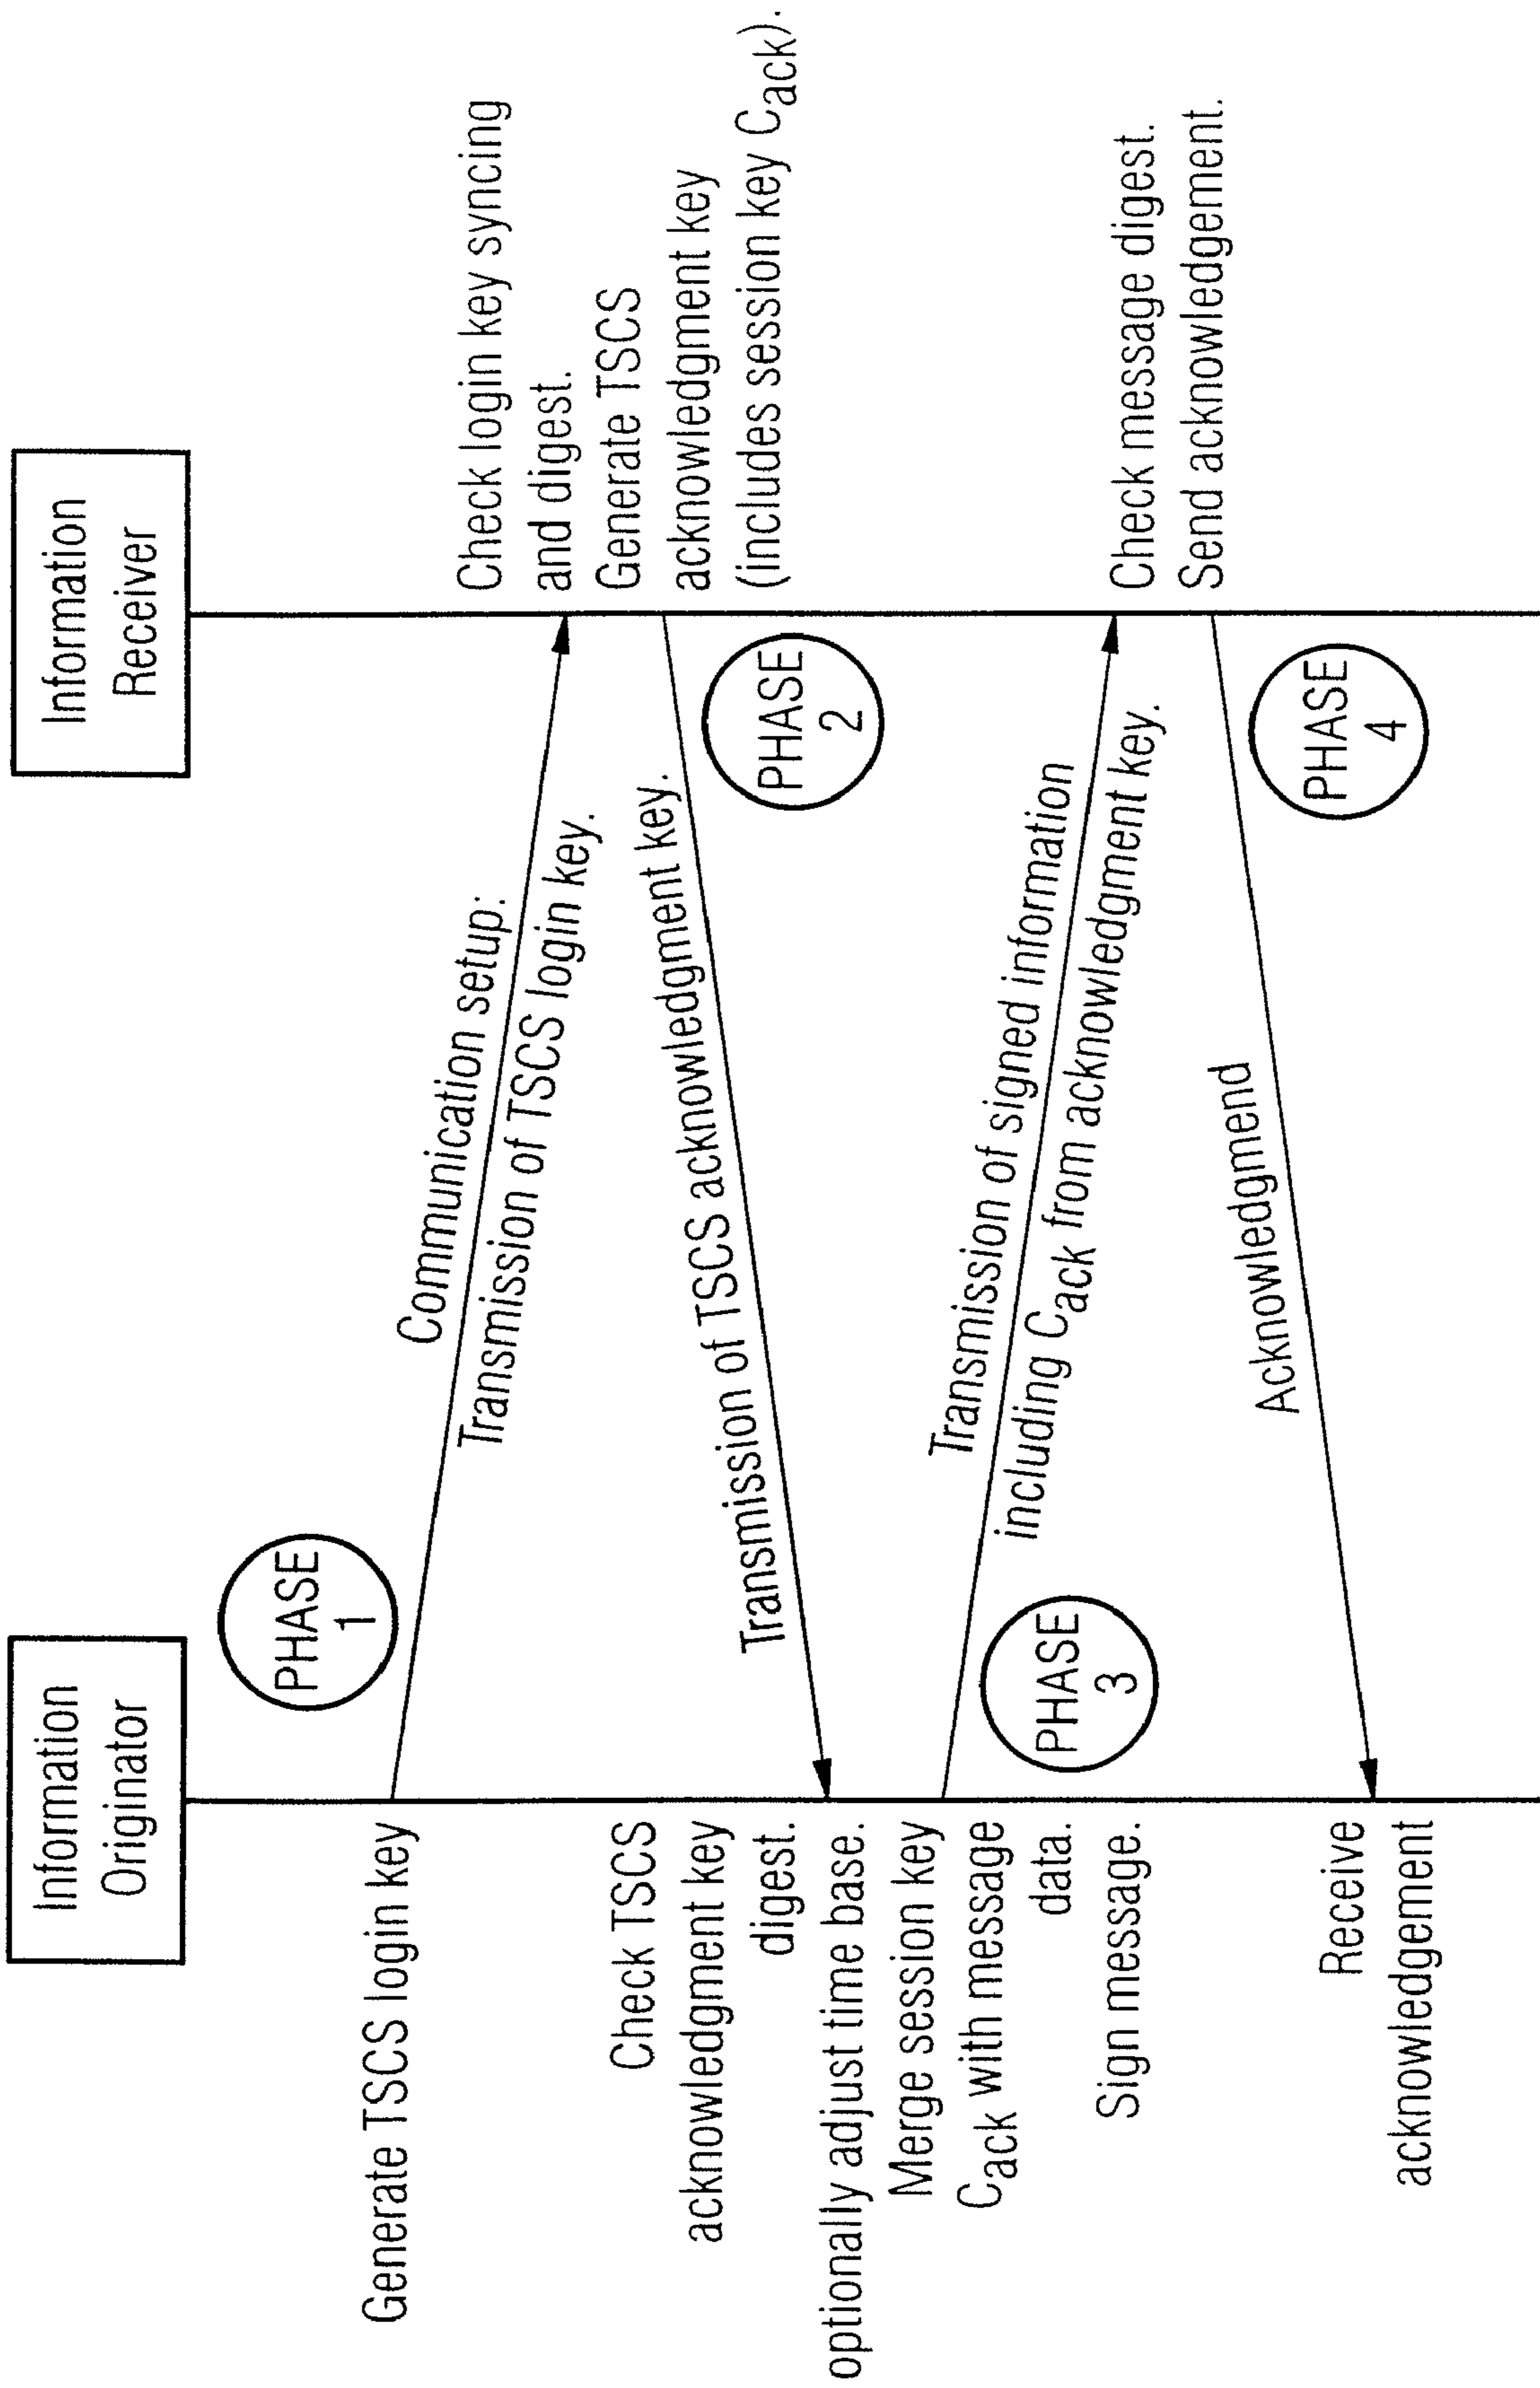 Information
Originator
Information
Receiver
PHASE
1
Generate TSCS login key
Communication setup:
Transmission of TSCS login key.
Check login key syncing
and digest.
Generate TSCS
acknowledgment key
(includes session key Cack).
PHASE
2
Transmission of TSCS acknowledgment key.
Check TSCS
acknowledgment key
digest.
optionally adjust time base.
Merge session key
Cack with message
data.
Sign message.
PHASE
3
Transmission of signed information
including Cack from acknowledgment key.
Check message digest.
Send acknowledgement.
PHASE
4
Acknowledgmend
Receive
acknowledgement